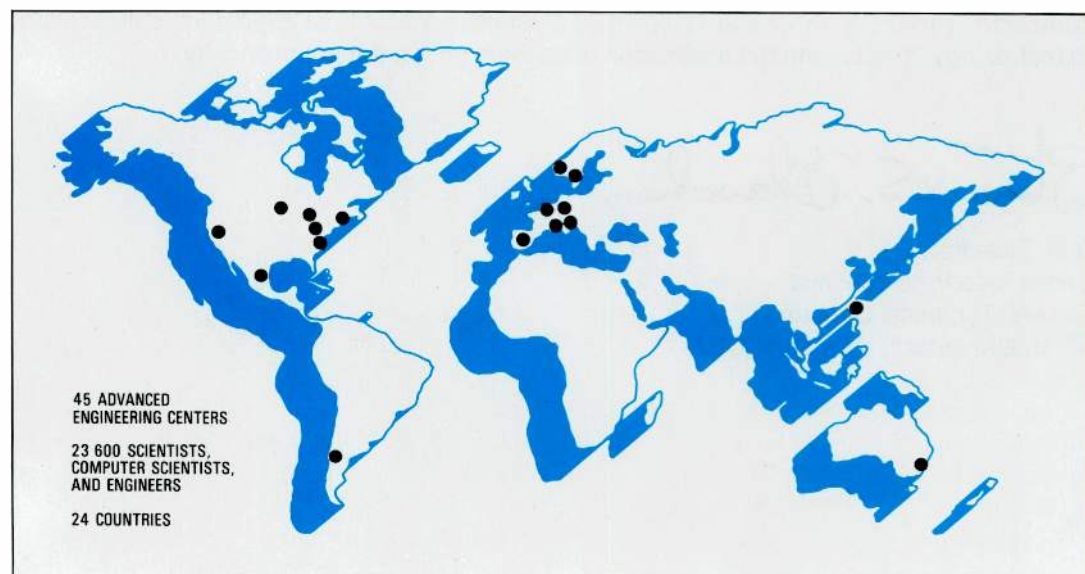 45 ADVANCED
ENGINEERING CENTERS
23 600 SCIENTISTS,
COMPUTER SCIENTISTS,
AND ENGINEERS
24 COUNTRIES